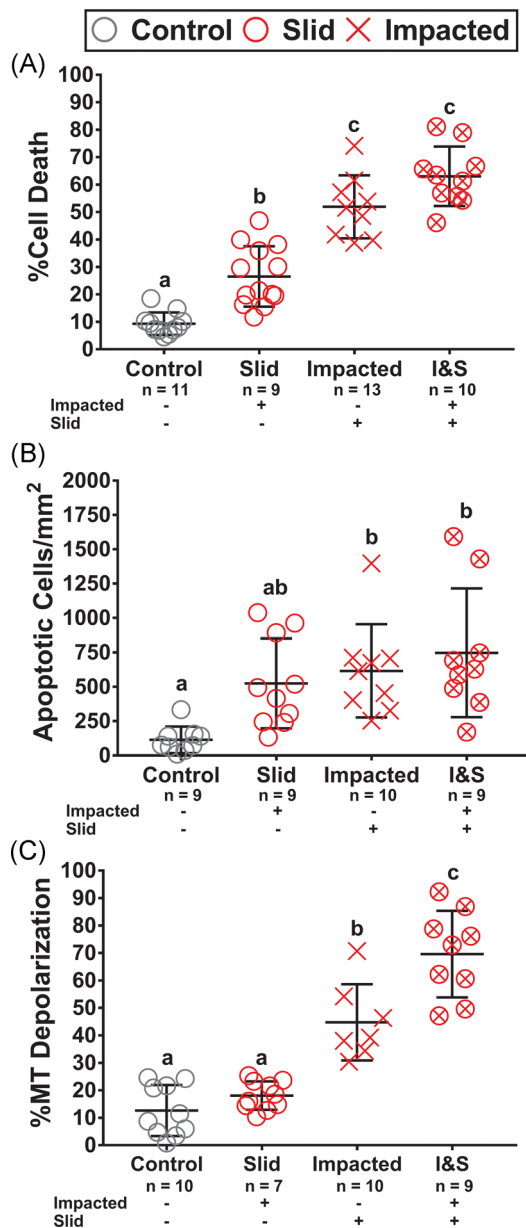 Control Slid Impacted
(A)
%Cell Death
100
90
80
70
60
50
40
30
20
10
0
a
b
c
c
Control Slid Impacted I&S
n = 11 n = 9 n = 13 n = 10
Impacted - + - +
Slid - - + +
(B)
Apoptotic Cells/mm²
2000
1750
1500
1250
1000
750
500
250
0
a
ab
b
b
Control Slid Impacted I&S
n = 9 n = 9 n = 10 n = 9
Impacted - + - +
Slid - - + +
(C)
%MT Depolarization
100
90
80
70
60
50
40
30
20
10
0
a
a
b
c
Control Slid Impacted I&S
n = 10 n = 7 n = 10 n = 9
Impacted - + - +
Slid - - + +